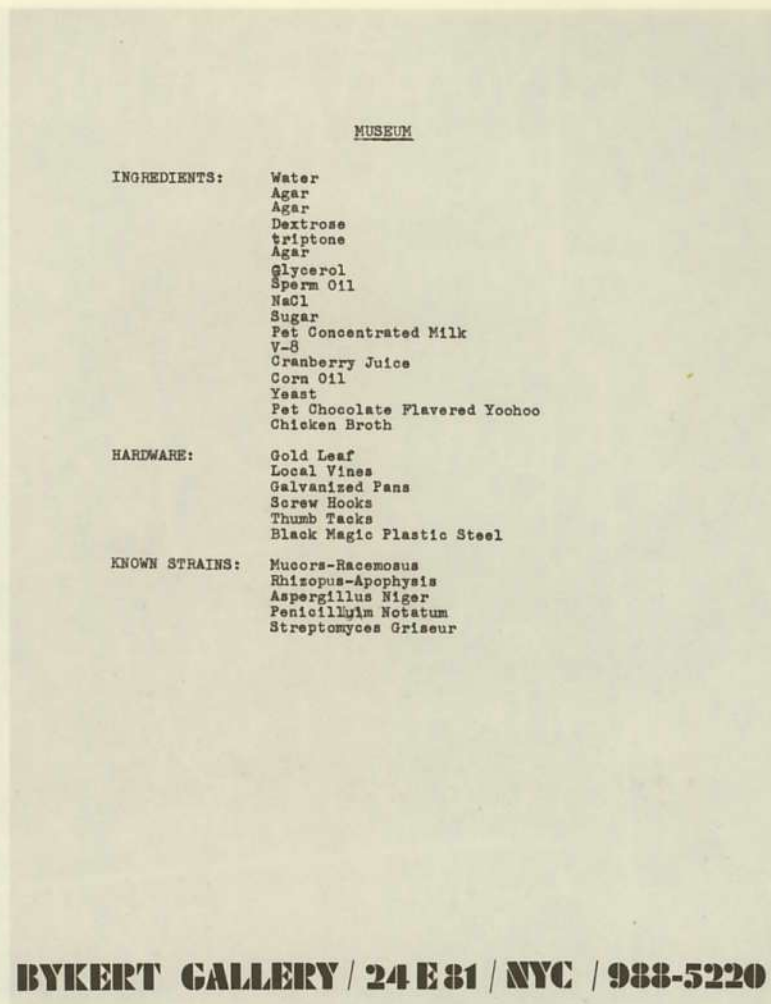 MUSEUM
INGREDIENTS: Water
Agar
Agar
Dextrose
triptone
Agar
glycerol
Sperm Oil
NaCl
Sugar
Pet Concentrated Milk
V-8
Cranberry Juice
Corn Oil
Yeast
Pet Chocolate Flavered Yoohoo
Chicken Broth
HARDWARE: Gold Leaf
Local Vines
Galvanized Pans
Screw Hooks
Thumb Tacks
Black Magic Plastic Steel
KNOWN STRAINS: Mucors-Racemosus
Rhizopus-Apophysis
Aspergillus Niger
Penicilluim Notatum
Streptomyces Griseur
BYKERT GALLERY / 24 E 81 / NYC / 988-5220